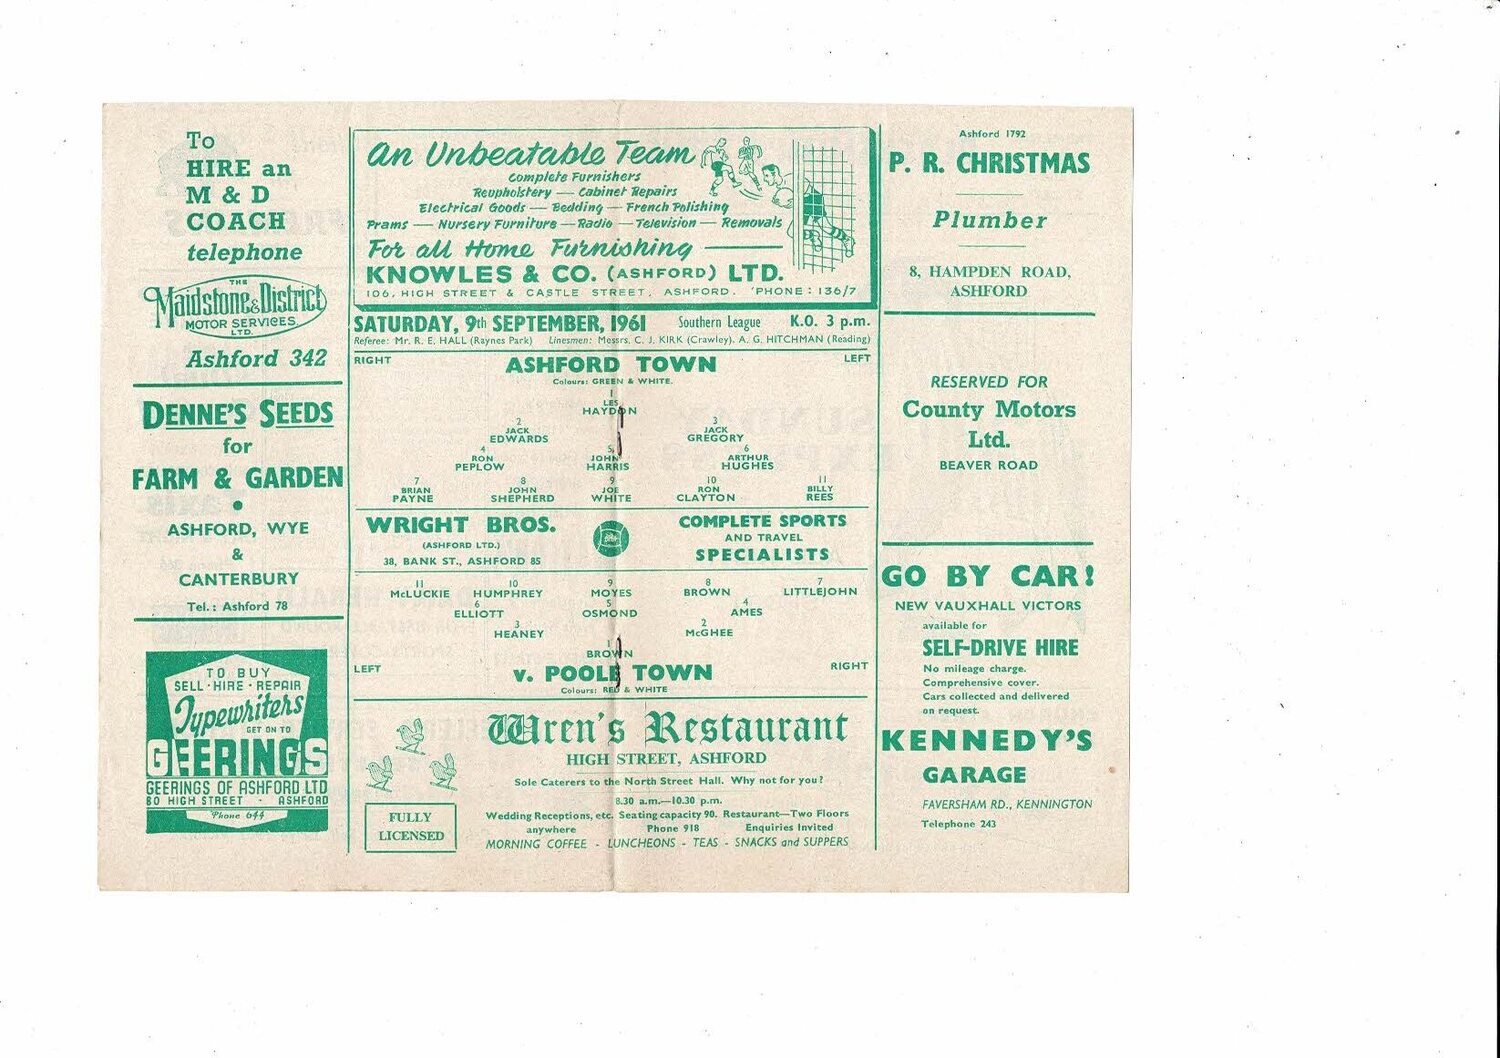 To
HIRE an
M & D
COACH
telephone
THE
Maidstone & District
MOTOR SERVICES
LTD.
Ashford 342
DENNE'S SEEDS
for
FARM & GARDEN
•
ASHFORD, WYE
&
CANTERBURY
Tel.: Ashford 78
TO BUY
SELL · HIRE · REPAIR
Typewriters
GET ON TO
GEERINGS
GEERINGS OF ASHFORD LTD
80 HIGH STREET · ASHFORD
Phone 644
An Unbeatable Team
Complete Furnishers
Reupholstery — Cabinet Repairs
Electrical Goods — Bedding — French Polishing
Prams — Nursery Furniture — Radio — Television — Removals
For all Home Furnishing
KNOWLES & CO. (ASHFORD) LTD.
106, HIGH STREET & CASTLE STREET, ASHFORD. 'PHONE : 136/7
SATURDAY, 9th SEPTEMBER, 1961 Southern League K.O. 3 p.m.
Referee: Mr. R. E. HALL (Raynes Park) Linesmen: Messrs. C. J. KIRK (Crawley). A. G. HITCHMAN (Reading)
RIGHT LEFT
ASHFORD TOWN
Colours: GREEN & WHITE.
1
LES
HAYDON
2 3
JACK JACK
EDWARDS GREGORY
4 5 6
RON JOHN ARTHUR
PEPLOW HARRIS HUGHES
7 8 9 10 11
BRIAN JOHN JOE RON BILLY
PAYNE SHEPHERD WHITE CLAYTON REES
WRIGHT BROS.
(ASHFORD LTD.)
38, BANK ST., ASHFORD 85
COMPLETE SPORTS
AND TRAVEL
SPECIALISTS
11 10 9 8 7
McLUCKIE HUMPHREY MOYES BROWN LITTLEJOHN
6 5 4
ELLIOTT OSMOND AMES
3 2
HEANEY McGHEE
1
BROWN
LEFT RIGHT
v. POOLE TOWN
Colours: RED & WHITE
Wren's Restaurant
HIGH STREET, ASHFORD
Sole Caterers to the North Street Hall. Why not for you?
8.30 a.m.—10.30 p.m.
Wedding Receptions, etc. Seating capacity 90. Restaurant—Two Floors
anywhere Phone 918 Enquiries Invited
MORNING COFFEE - LUNCHEONS - TEAS - SNACKS and SUPPERS
FULLY
LICENSED
Ashford 1792
P. R. CHRISTMAS
Plumber
8, HAMPDEN ROAD,
ASHFORD
RESERVED FOR
County Motors
Ltd.
BEAVER ROAD
GO BY CAR!
NEW VAUXHALL VICTORS
available for
SELF-DRIVE HIRE
No mileage charge.
Comprehensive cover.
Cars collected and delivered
on request.
KENNEDY'S
GARAGE
FAVERSHAM RD., KENNINGTON
Telephone 243